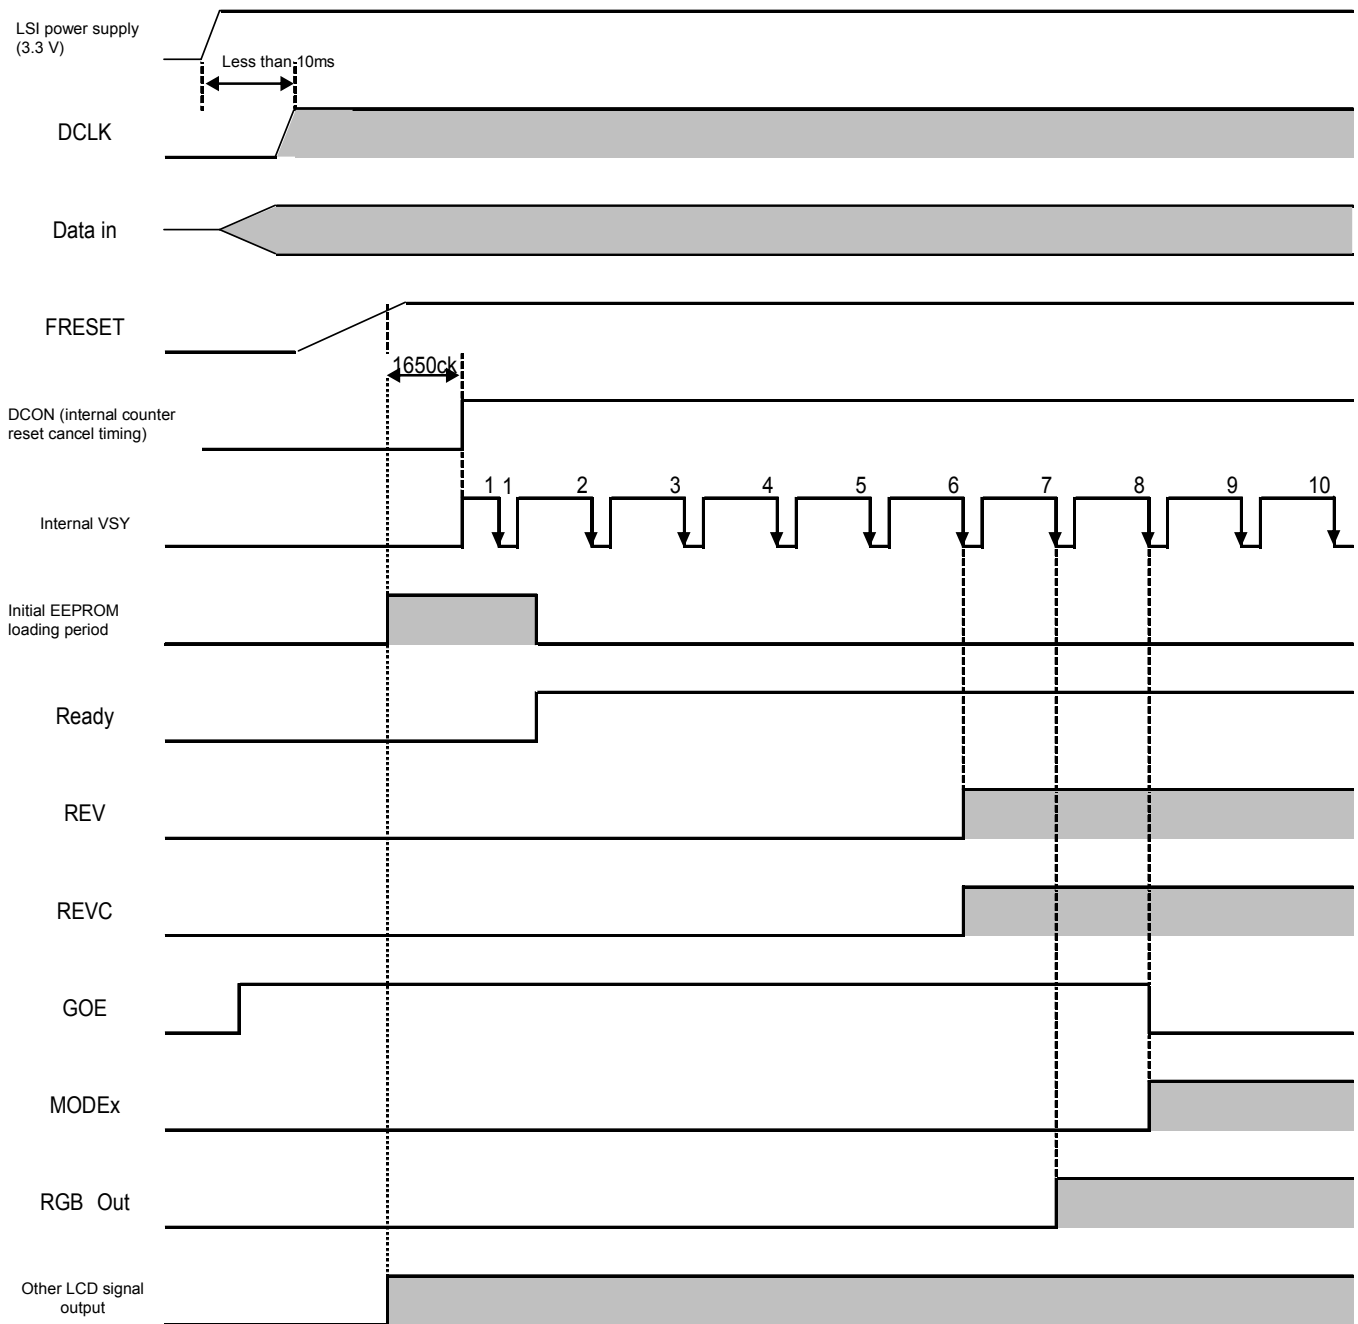 LSI power supply
(3.3 V)
Less than 10ms
DCLK
Data in
FRESET
1650ck
DCON (internal counter
reset cancel timing)
1 1 2 3 4 5 6 7 8 9 10
Internal VSY
Initial EEPROM
loading period
Ready
REV
REVC
GOE
MODEx
RGB Out
Other LCD signal
output